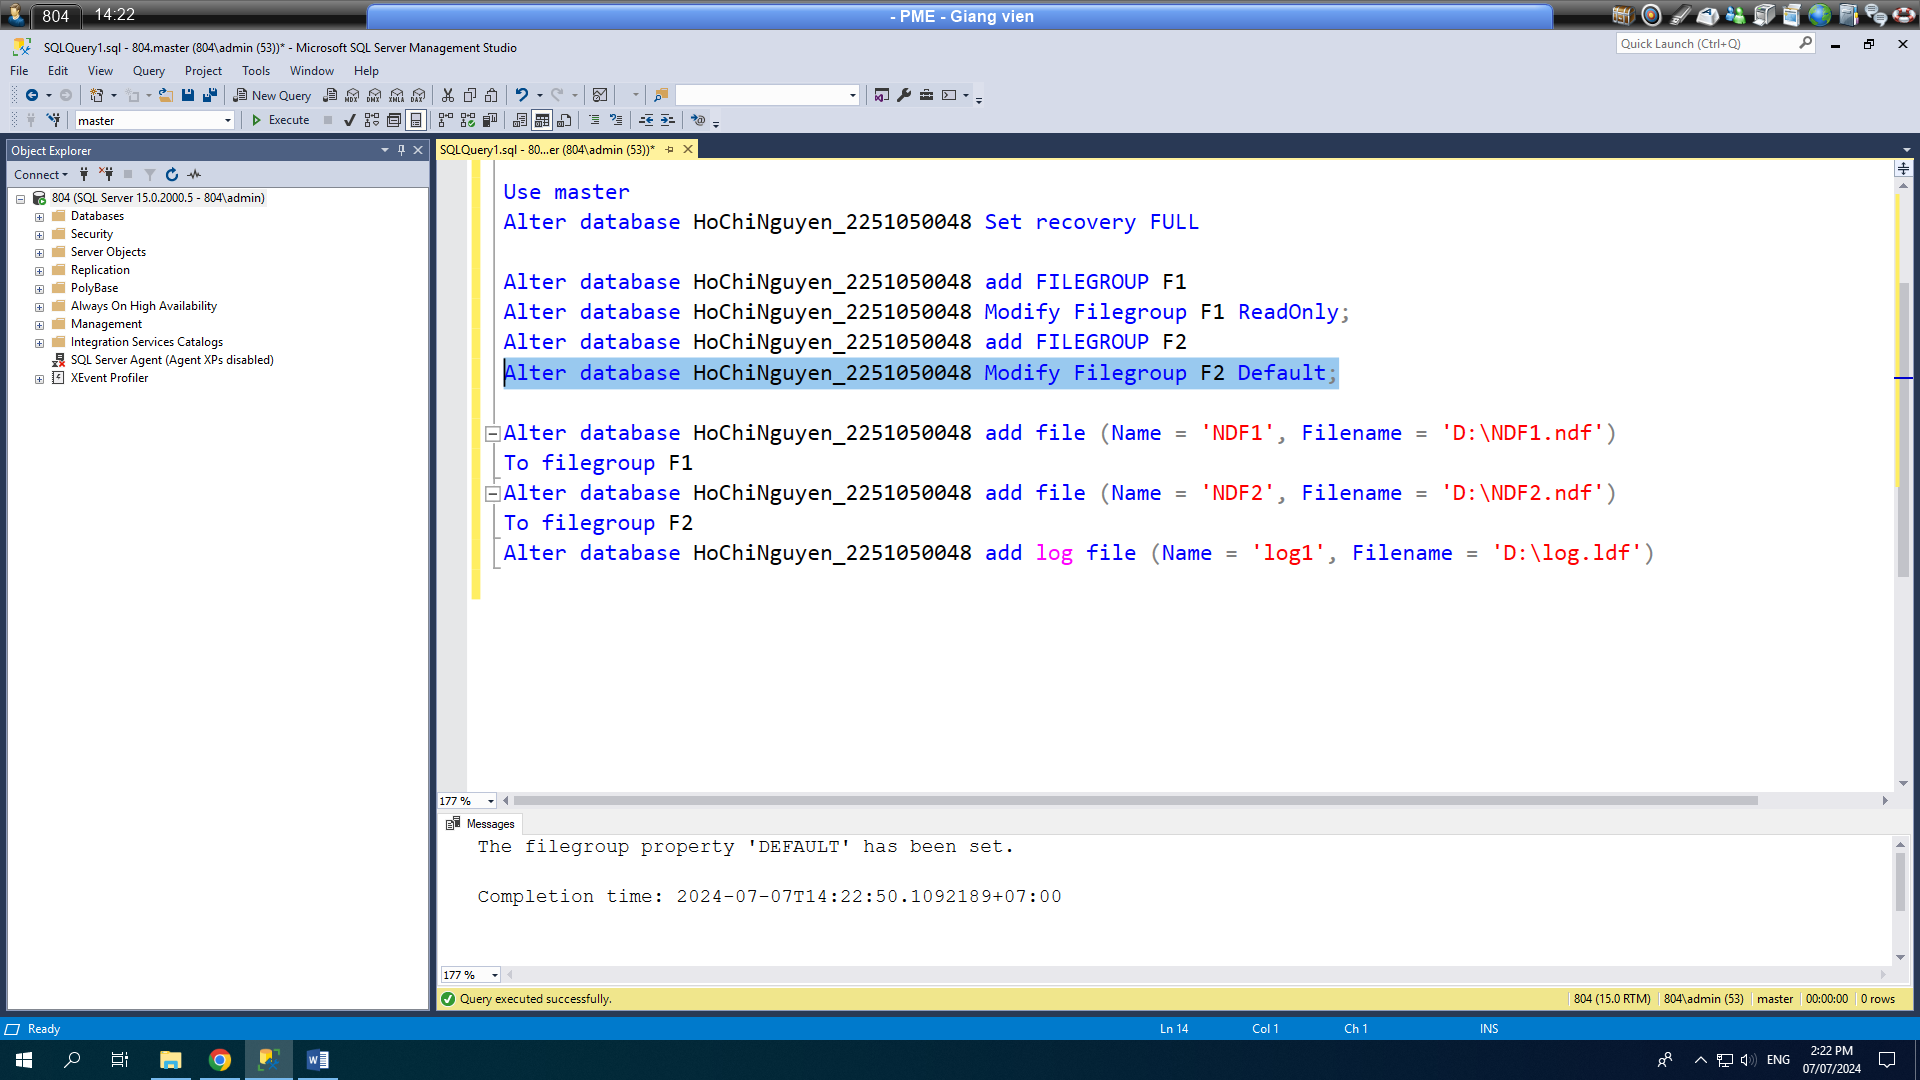 804
14:22
- PME - Giang vien
SQLQuery1.sql - 804.master (804\admin (53))* - Microsoft SQL Server Management Studio
Quick Launch (Ctrl+Q)
File Edit View Query Project Tools Window Help
New Query
MDX DMX XMLA DAX
master
Execute
Object Explorer
Connect
804 (SQL Server 15.0.2000.5 - 804\admin)
Databases
Security
Server Objects
Replication
PolyBase
Always On High Availability
Management
Integration Services Catalogs
SQL Server Agent (Agent XPs disabled)
XEvent Profiler
SQLQuery1.sql - 80...er (804\admin (53))*
Use master
Alter database HoChiNguyen_2251050048 Set recovery FULL
Alter database HoChiNguyen_2251050048 add FILEGROUP F1
Alter database HoChiNguyen_2251050048 Modify Filegroup F1 ReadOnly;
Alter database HoChiNguyen_2251050048 add FILEGROUP F2
Alter database HoChiNguyen_2251050048 Modify Filegroup F2 Default;
Alter database HoChiNguyen_2251050048 add file (Name = 'NDF1', Filename = 'D:\NDF1.ndf')
To filegroup F1
Alter database HoChiNguyen_2251050048 add file (Name = 'NDF2', Filename = 'D:\NDF2.ndf')
To filegroup F2
Alter database HoChiNguyen_2251050048 add log file (Name = 'log1', Filename = 'D:\log.ldf')
177 %
Messages
The filegroup property 'DEFAULT' has been set.
Completion time: 2024-07-07T14:22:50.1092189+07:00
177 %
Query executed successfully.
804 (15.0 RTM) 804\admin (53) master 00:00:00 0 rows
Ready
Ln 14 Col 1 Ch 1 INS
ENG
2:22 PM
07/07/2024